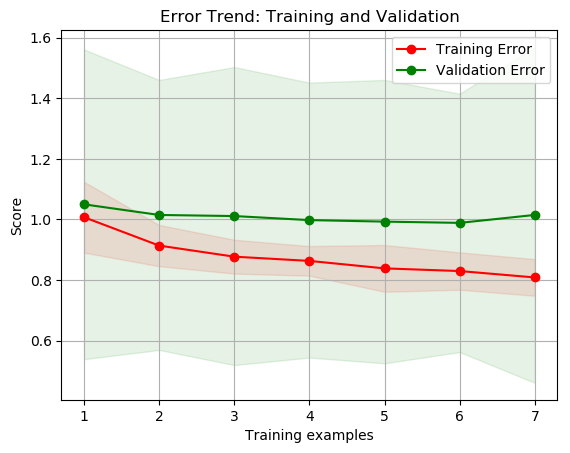 Error Trend: Training and Validation
Training Error
Validation Error
Score
1.6
1.4
1.2
1.0
0.8
0.6
1 2 3 4 5 6 7
Training examples